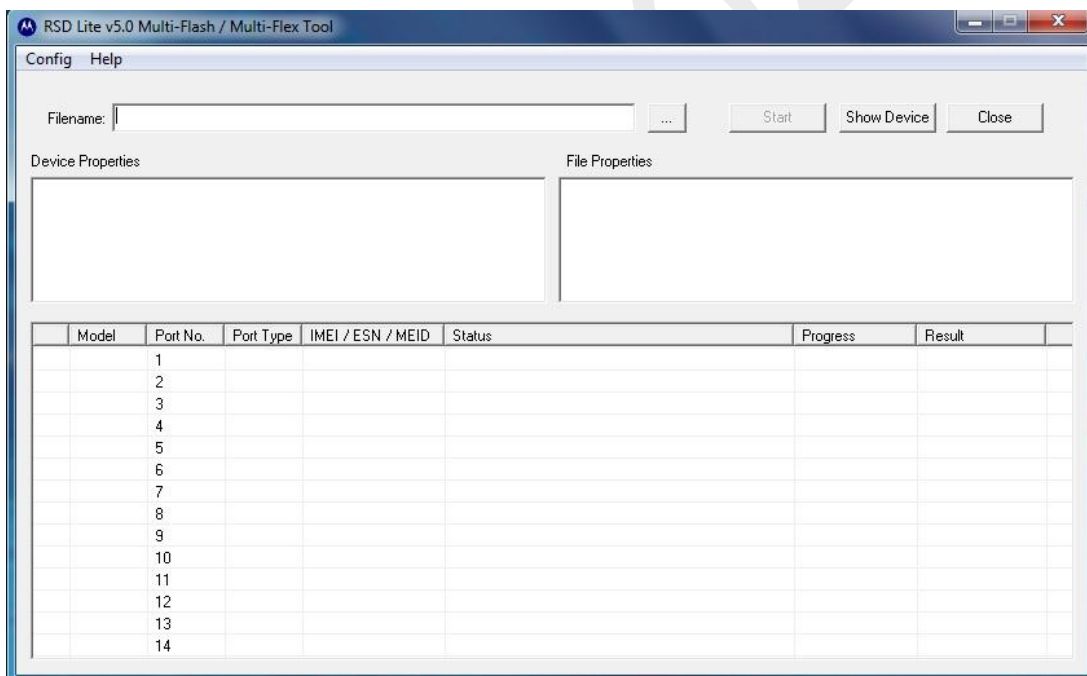 RSD Lite v5.0 Multi-Flash / Multi-Flex Tool
Config Help
Filename: ... Start Show Device Close
Device Properties File Properties
Model Port No. Port Type IMEI / ESN / MEID Status Progress Result
1
2
3
4
5
6
7
8
9
10
11
12
13
14